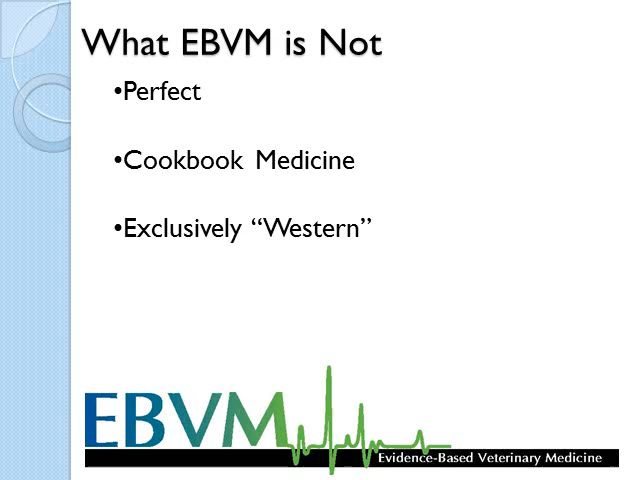 What EBVM is Not
•Perfect
•Cookbook Medicine
•Exclusively “Western”
EBVM
Evidence-Based Veterinary Medicine